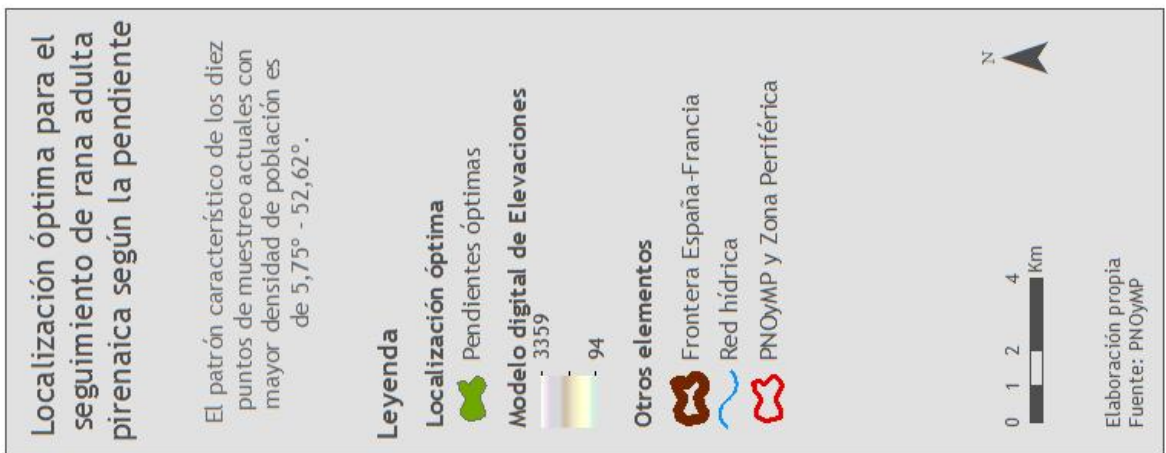 Localización óptima para el
seguimiento de rana adulta
pirenaica según la pendiente
El patrón característico de los diez
puntos de muestreo actuales con
mayor densidad de población es
de 5,75º - 52,62º.
Leyenda
Localización óptima
Pendientes óptimas
Modelo digital de Elevaciones
3359
94
Otros elementos
Frontera España-Francia
Red hídrica
PNOyMP y Zona Periférica
N
0 1 2 4
Km
Elaboración propia
Fuente: PNOyMP